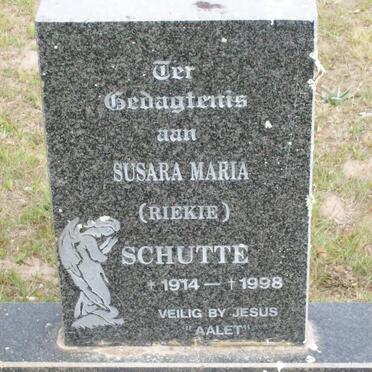 Ter
Gedagtenis
aan
SUSARA MARIA
(RIEKIE)
SCHUTTE
* 1914 — † 1998
VEILIG BY JESUS
"AALET"